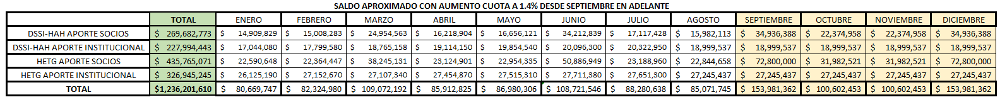 SALDO APROXIMADO CON AUMENTO CUOTA A 1.4% DESDE SEPTIEMBRE EN ADELANTE
TOTAL ENERO FEBRERO MARZO ABRIL MAYO JUNIO JULIO AGOSTO SEPTIEMBRE OCTUBRE NOVIEMBRE DICIEMBRE
DSSI-HAH APORTE SOCIOS $ 269,682,773 $ 14,909,829 $ 15,008,283 $ 24,954,563 $ 16,218,904 $ 16,656,121 $ 34,212,839 $ 17,117,428 $ 15,982,113 $ 34,936,388 $ 22,374,958 $ 22,374,958 $ 34,936,388
DSSI-HAH APORTE INSTITUCIONAL $ 227,994,443 $ 17,044,080 $ 17,799,580 $ 18,765,158 $ 19,114,150 $ 19,854,540 $ 20,096,300 $ 20,322,950 $ 18,999,537 $ 18,999,537 $ 18,999,537 $ 18,999,537 $ 18,999,537
HETG APORTE SOCIOS $ 435,765,071 $ 22,590,648 $ 22,364,447 $ 38,245,131 $ 23,124,901 $ 22,954,335 $ 50,886,949 $ 23,188,960 $ 22,844,658 $ 72,800,000 $ 31,982,521 $ 31,982,521 $ 72,800,000
HETG APORTE INSTITUCIONAL $ 326,945,245 $ 26,125,190 $ 27,152,670 $ 27,107,340 $ 27,454,870 $ 27,515,310 $ 27,711,380 $ 27,651,300 $ 27,245,437 $ 27,245,437 $ 27,245,437 $ 27,245,437 $ 27,245,437
TOTAL $1,236,201,610 $ 80,669,747 $ 82,324,980 $ 109,072,192 $ 85,912,825 $ 86,980,306 $ 108,721,546 $ 88,280,638 $ 85,071,745 $ 153,981,362 $ 100,602,453 $ 100,602,453 $ 153,981,362